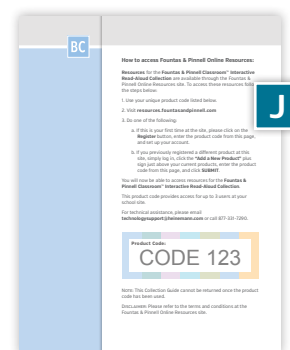 BC
How to access Fountas & Pinnell Online Resources:
Resources for the Fountas & Pinnell Classroom™ Interactive
Read-Aloud Collection are available through the Fountas &
Pinnell Online Resources site. To access these resources follow
the steps below:
1. Use your unique product code listed below.
2. Visit resources.fountasandpinnell.com
3. Do one of the following:
a. If this is your first time at the site, please click on the
Register button, enter the product code from this page,
and set up your account.
b. If you previously registered a different product at this
site, simply log in, click the "Add a New Product" plus
sign just above your current products, enter the product
code from this page, and click SUBMIT.
You will now be able to access resources for the Fountas &
Pinnell Classroom™ Interactive Read-Aloud Collection.
This product code provides access for up to 3 users at your
school site.
For technical assistance, please email
technologysupport@heinemann.com or call 877-331-7290.
Product Code:
CODE 123
Note: This Collection Guide cannot be returned once the product
code has been used.
Disclaimer: Please refer to the terms and conditions at the
Fountas & Pinnell Online Resources site.
J